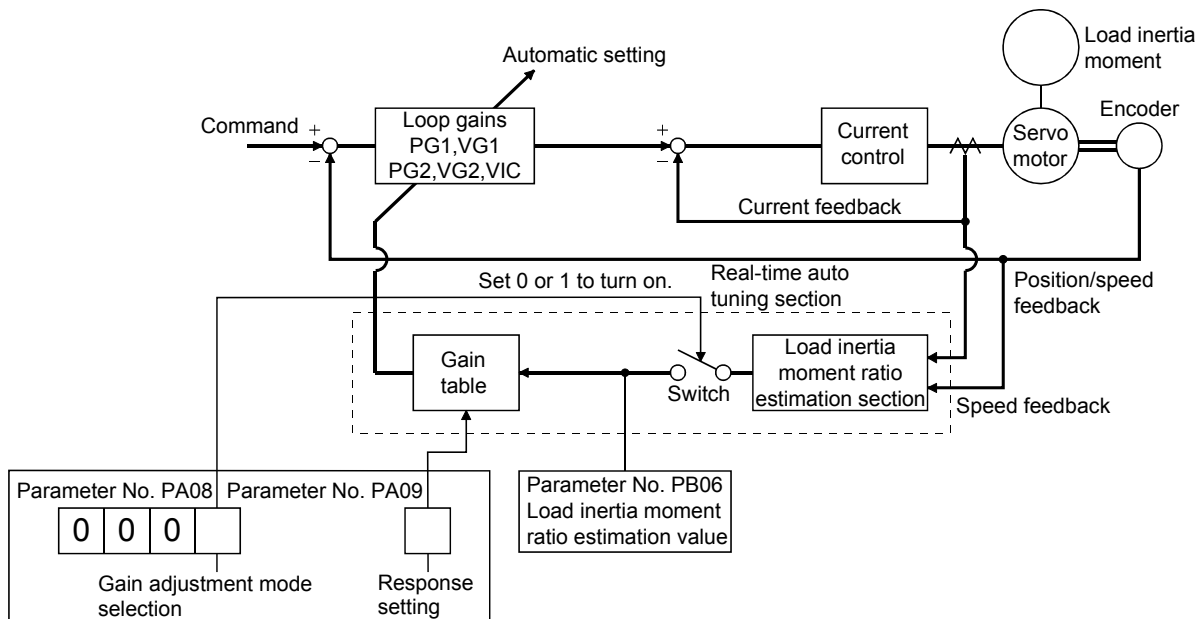 Automatic setting
Load inertia
moment
Command
+
−
Loop gains
PG1,VG1
PG2,VG2,VIC
+
−
Current
control
Servo
motor
Encoder
Current feedback
Set 0 or 1 to turn on.
Real-time auto
tuning section
Position/speed
feedback
Gain
table
Switch
Load inertia
moment ratio
estimation section
Speed feedback
Parameter No. PA08
Parameter No. PA09
0 0 0
Gain adjustment mode
selection
Response
setting
Parameter No. PB06
Load inertia moment
ratio estimation value